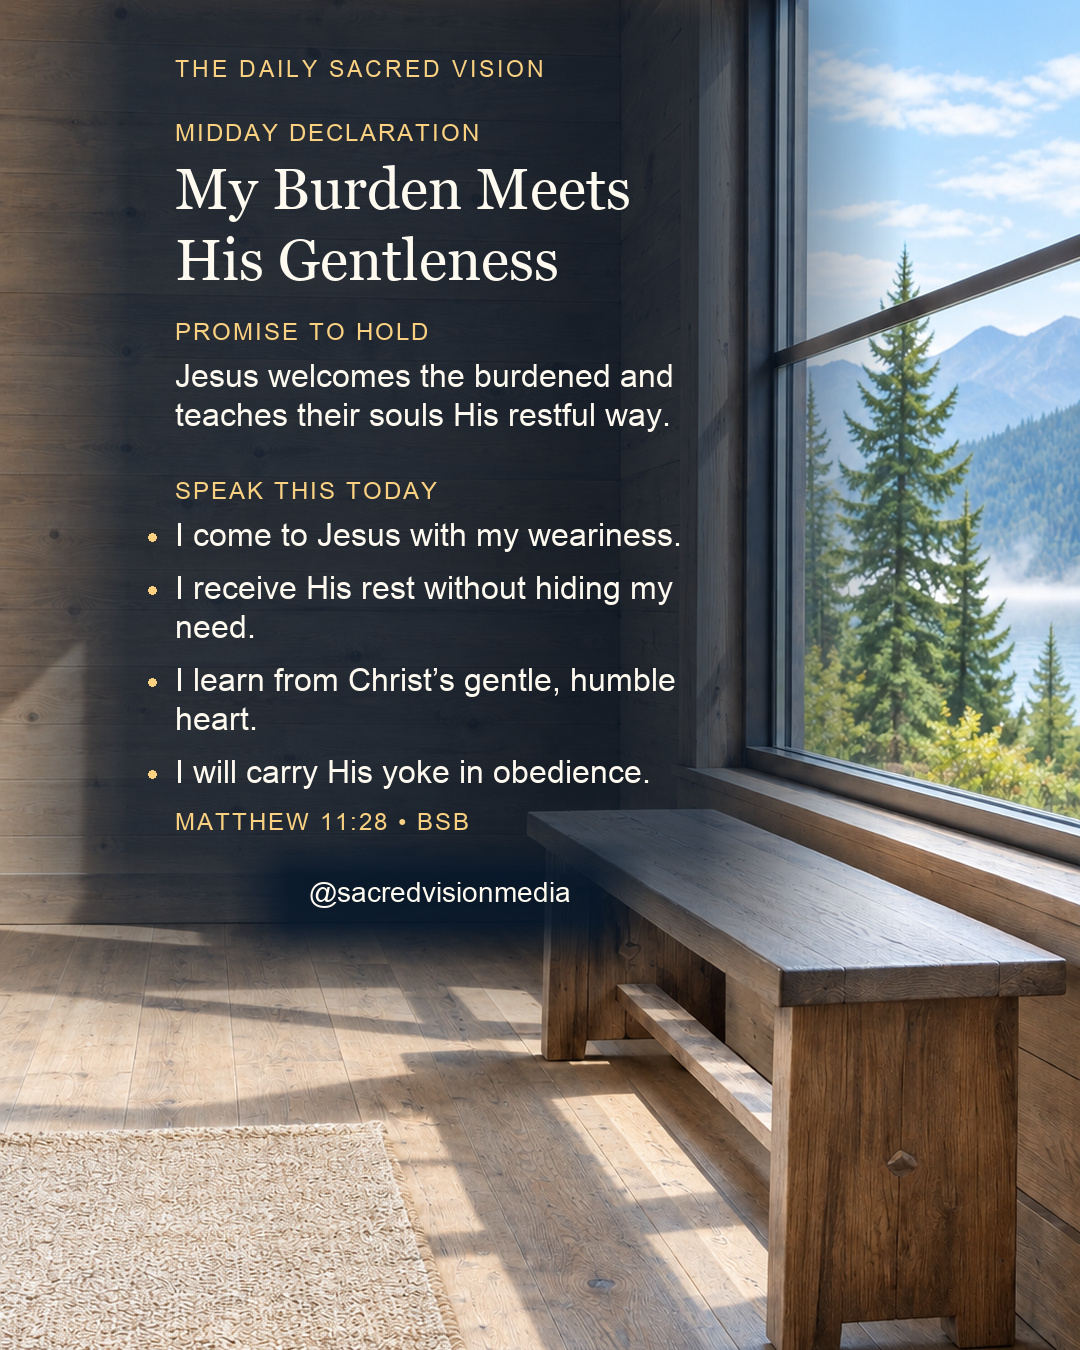 THE DAILY SACRED VISION
MIDDAY DECLARATION
My Burden Meets
His Gentleness
PROMISE TO HOLD
Jesus welcomes the burdened and
teaches their souls His restful way.
SPEAK THIS TODAY
• I come to Jesus with my weariness.
• I receive His rest without hiding my
need.
• I learn from Christ’s gentle, humble
heart.
• I will carry His yoke in obedience.
MATTHEW 11:28 • BSB
@sacredvisionmedia